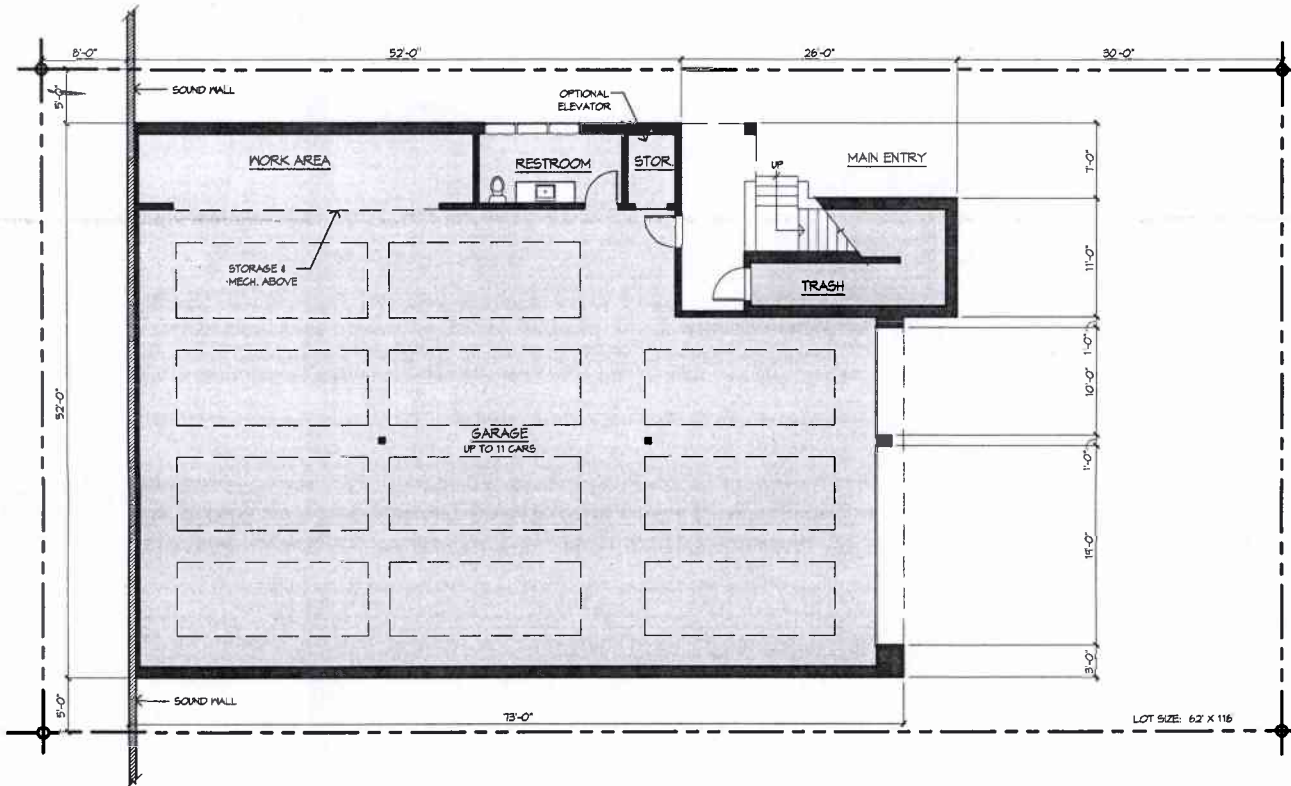 8'-0"
52'-0"
26'-0"
30'-0"
5'-0"
SOUND WALL
OPTIONAL
ELEVATOR
WORK AREA
RESTROOM
STOR.
UP
MAIN ENTRY
7'-0"
STORAGE &
MECH. ABOVE
TRASH
11'-0"
1'-0"
10'-0"
52'-0"
GARAGE
UP TO 11 CARS
1'-0"
19'-0"
3'-0"
5'-0"
SOUND WALL
73'-0"
LOT SIZE: 62' X 116'